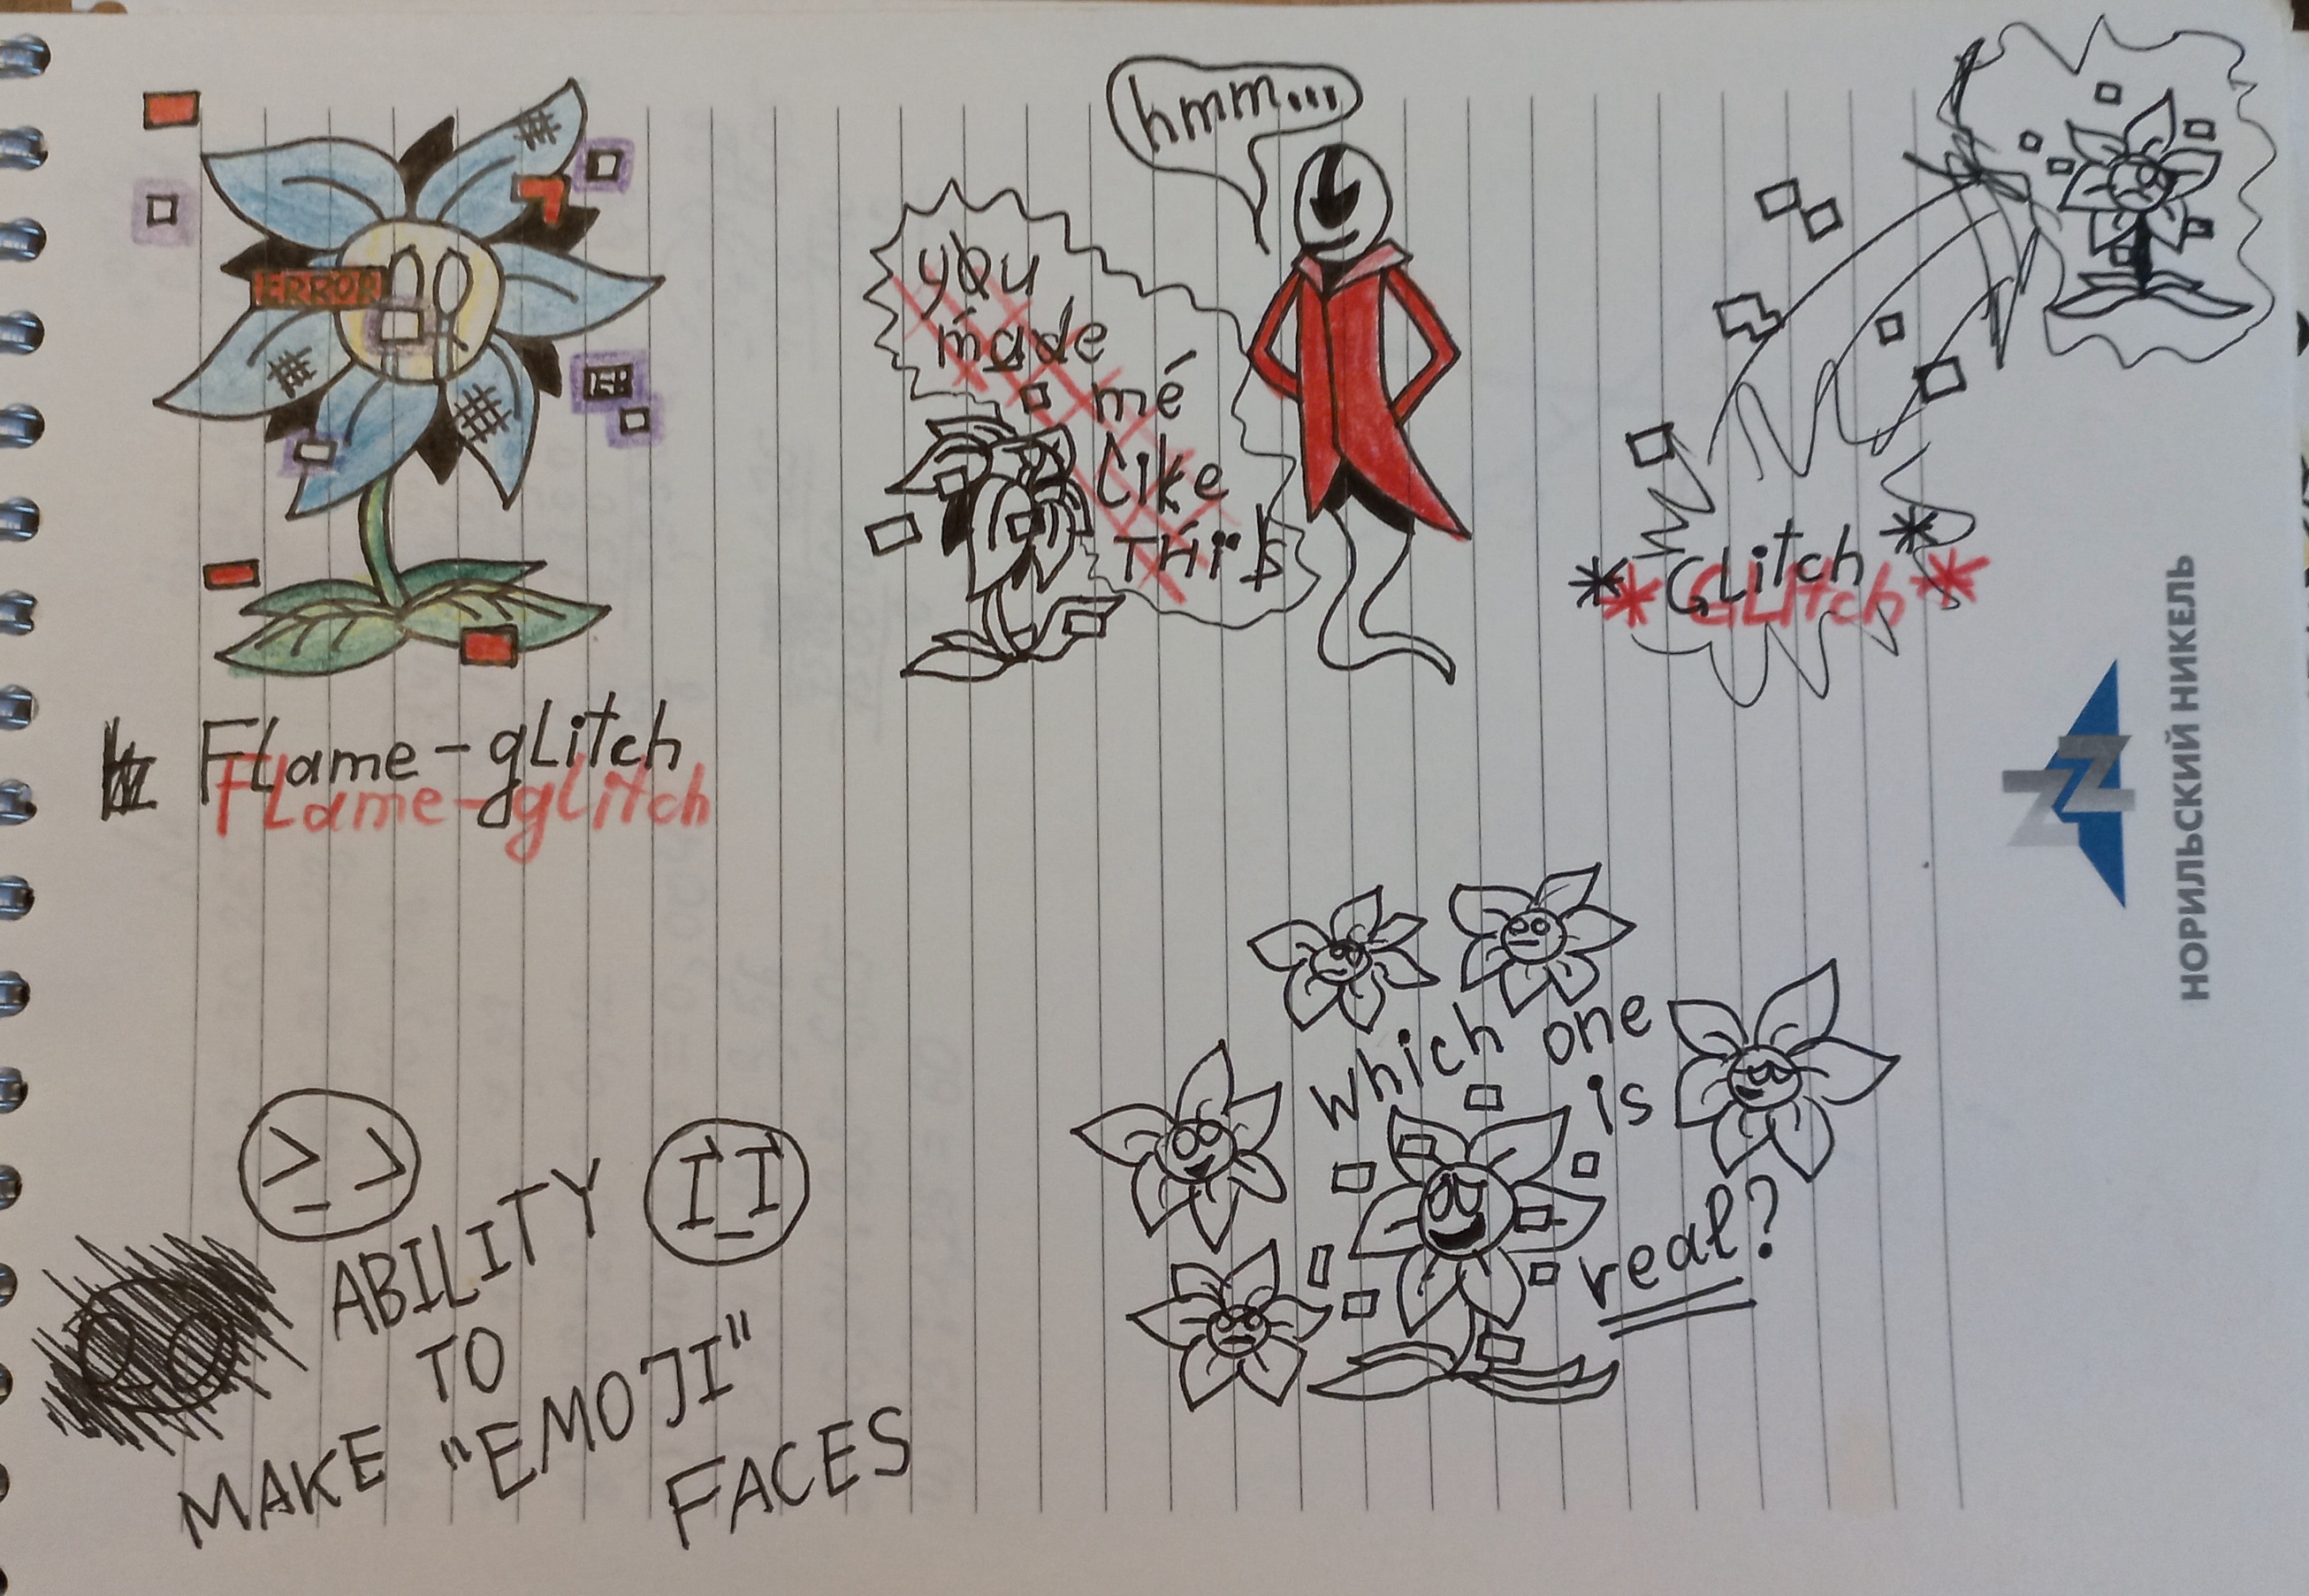 hmm...
ERROR
ER
you
made
me
like
THIS
* GLitch *
* GLitch *
FLame-gLitch
FLame-glitch
НОРИЛЬСКИЙ НИКЕЛЬ
which one
is
real?
ABILITY
TO
MAKE "EMOJI"
FACES